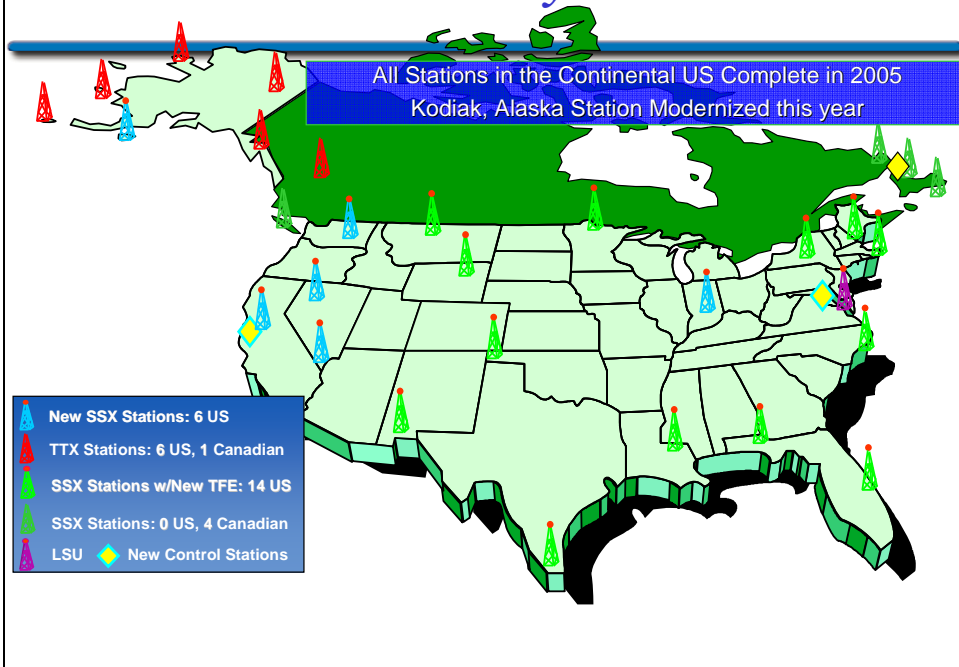 All Stations in the Continental US Complete in 2005
Kodiak, Alaska Station Modernized this year
New SSX Stations: 6 US
TTX Stations: 6 US, 1 Canadian
SSX Stations w/New TFE: 14 US
SSX Stations: 0 US, 4 Canadian
LSU New Control Stations